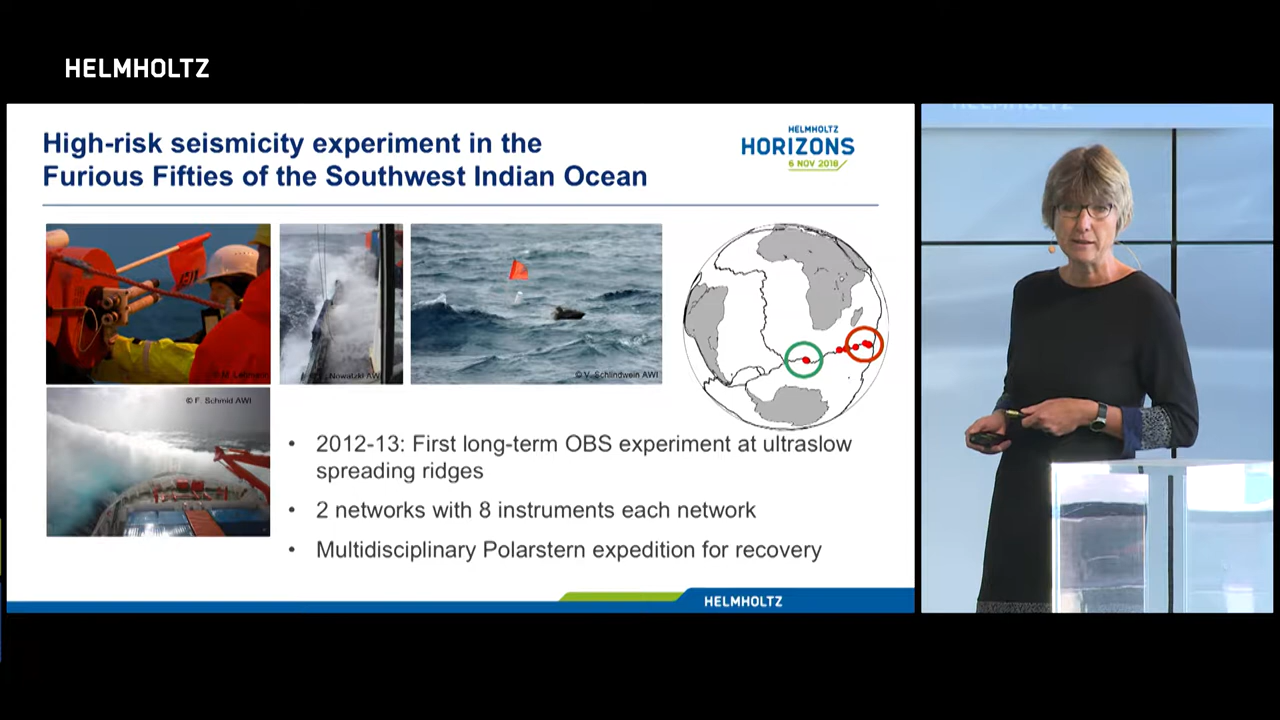 HELMHOLTZ
High-risk seismicity experiment in the
Furious Fifties of the Southwest Indian Ocean
HELMHOLTZ
HORIZONS
6 NOV 2018
© V. Schlindwein AWI
© F. Schmid AWI
• 2012-13: First long-term OBS experiment at ultraslow
spreading ridges
• 2 networks with 8 instruments each network
• Multidisciplinary Polarstern expedition for recovery
HELMHOLTZ
HELMHOLTZ